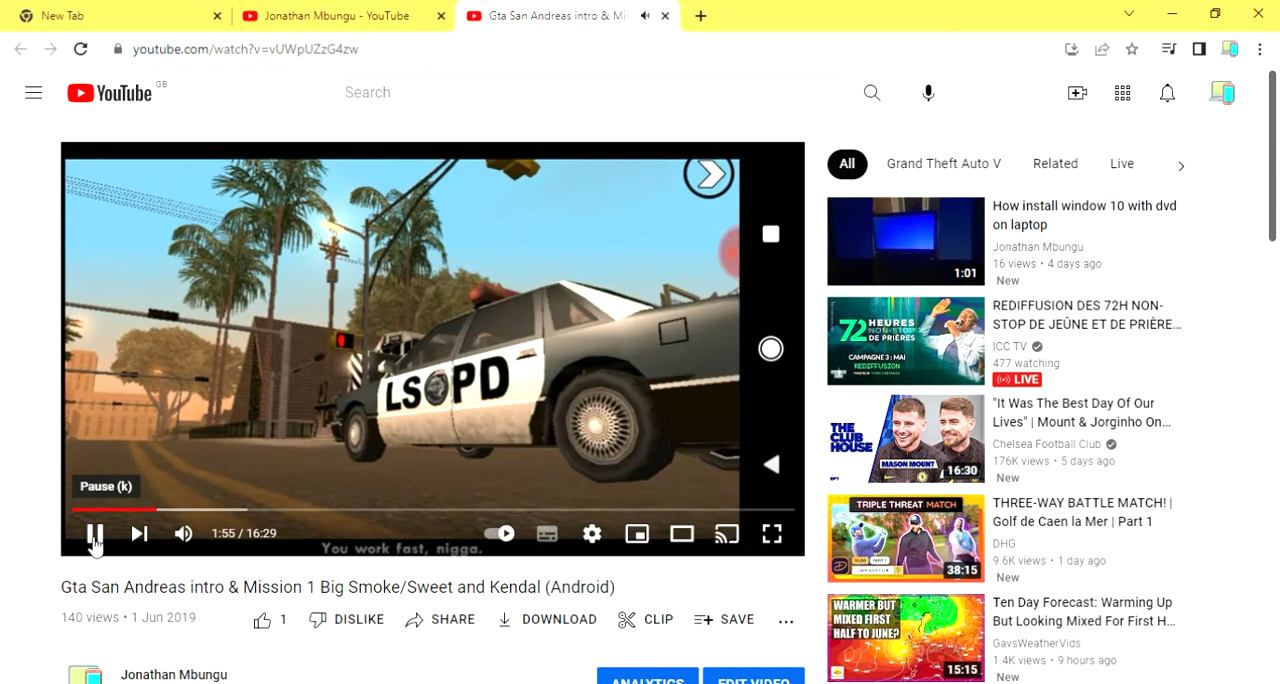 New Tab
Jonathan Mbungu - YouTube
Gta San Andreas intro & Mi
youtube.com/watch?v=vUWpUZzG4zw
YouTube GB
Search
LSPD
Pause (k)
1:55 / 16:29
You work fast, nigga.
Gta San Andreas intro & Mission 1 Big Smoke/Sweet and Kendal (Android)
140 views • 1 Jun 2019
1
DISLIKE
SHARE
DOWNLOAD
CLIP
SAVE
Jonathan Mbungu
ANALYTICS
EDIT VIDEO
All
Grand Theft Auto V
Related
Live
1:01
How install window 10 with dvd
on laptop
Jonathan Mbungu
16 views • 4 days ago
New
72 HEURES
NON-STOP
DE PRIÈRES
CAMPAGNE 3: MAI
REDIFFUSION
REDIFFUSION DES 72H NON-
STOP DE JEÛNE ET DE PRIÈRE...
ICC TV
477 watching
LIVE
THE
CLUB
HOUSE
MASON MOUNT
16:30
"It Was The Best Day Of Our
Lives" | Mount & Jorginho On...
Chelsea Football Club
176K views • 5 days ago
New
TRIPLE THREAT MATCH
38:15
THREE-WAY BATTLE MATCH! |
Golf de Caen la Mer | Part 1
DHG
9.6K views • 1 day ago
New
WARMER BUT
MIXED FIRST
HALF TO JUNE?
15:15
Ten Day Forecast: Warming Up
But Looking Mixed For First H...
GavsWeatherVids
1.4K views • 9 hours ago
New